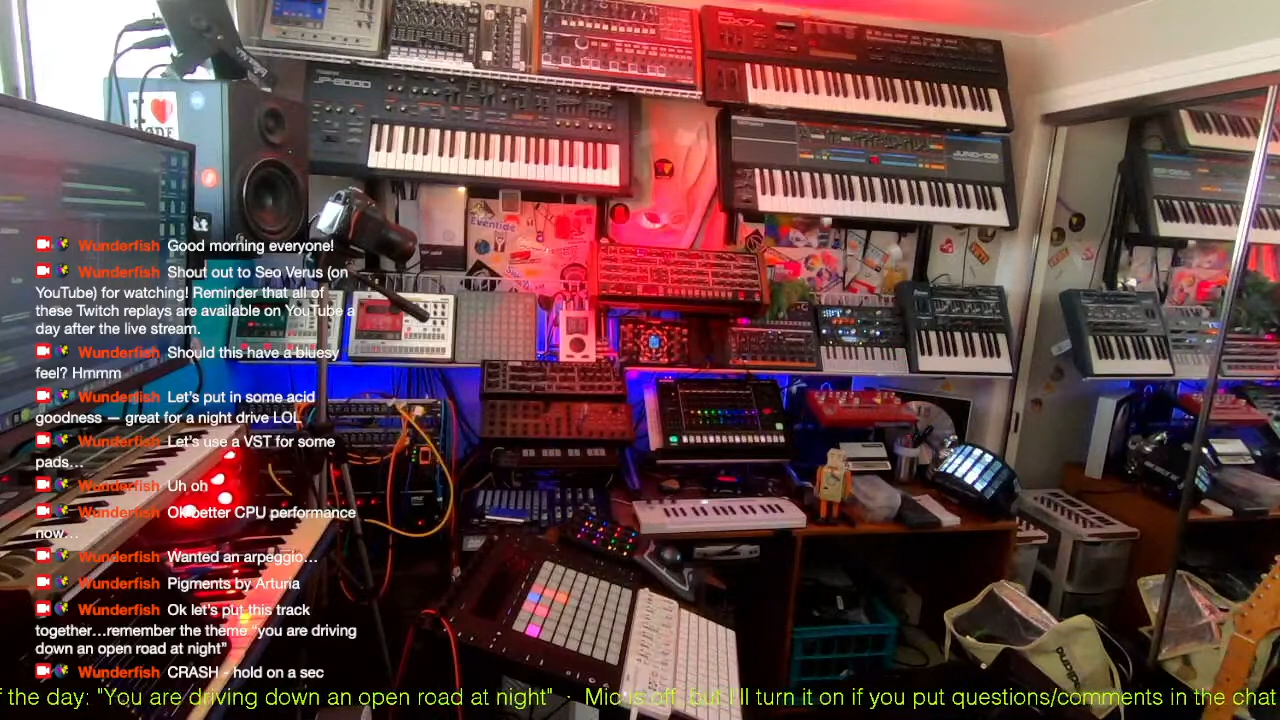 DX7
JP-8000
Roland
JUNO-106
I
Eventide
Wunderfish Good morning everyone!
Wunderfish Shout out to Seo Verus (on
YouTube) for watching! Reminder that all of
these Twitch replays are available on YouTube a
day after the live stream.
Wunderfish Should this have a bluesy
feel? Hmmm
Wunderfish Let's put in some acid
goodness — great for a night drive LOL
Wunderfish Let's use a VST for some
pads…
Wunderfish Uh oh
Wunderfish OK better CPU performance
now…
Wunderfish Wanted an arpeggio…
Wunderfish Pigments by Arturia
Wunderfish Ok let's put this track
together…remember the theme "you are driving
down an open road at night"
Wunderfish CRASH - hold on a sec
f the day: "You are driving down an open road at night" · Mic is off, but I'll turn it on if you put questions/comments in the chat